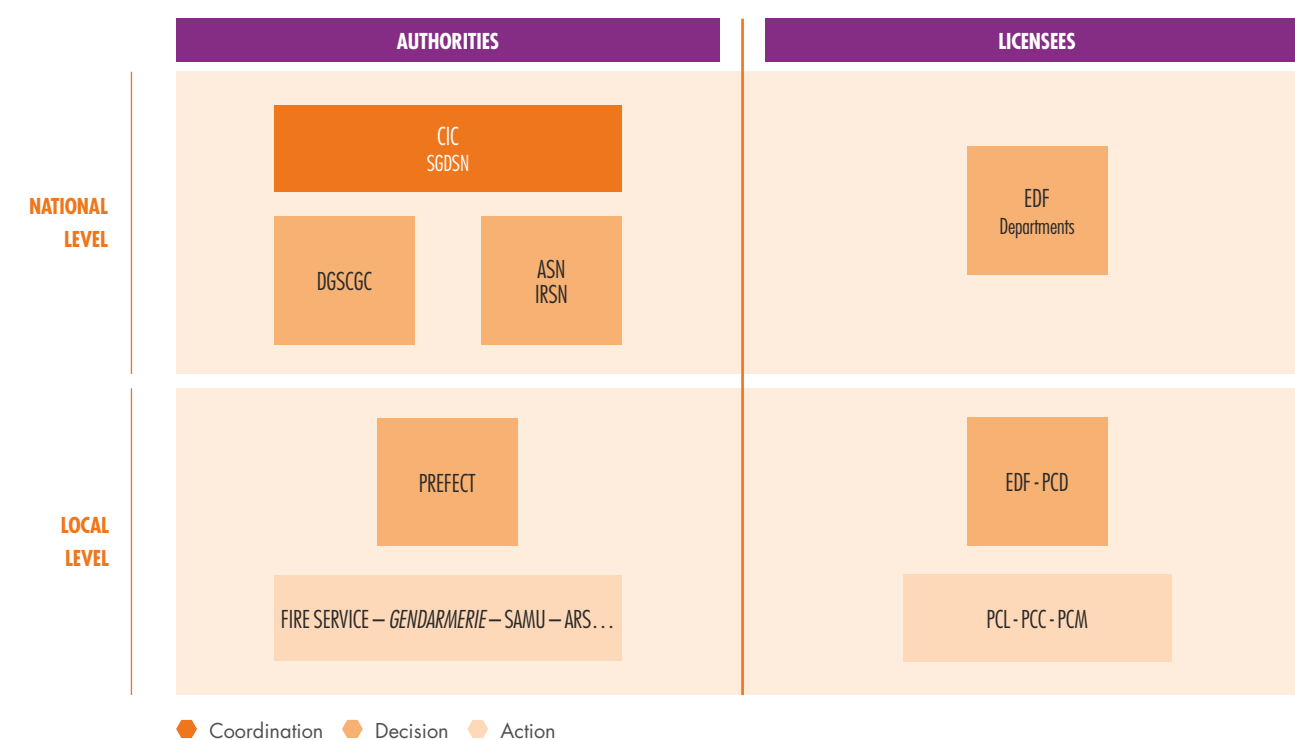 AUTHORITIES
LICENSEES
NATIONAL
LEVEL
CIC
SGDSN
DGSCGC
ASN
IRSN
EDF
Departments
LOCAL
LEVEL
PREFECT
EDF - PCD
FIRE SERVICE – GENDARMERIE – SAMU – ARS…
PCL - PCC - PCM
Coordination
Decision
Action